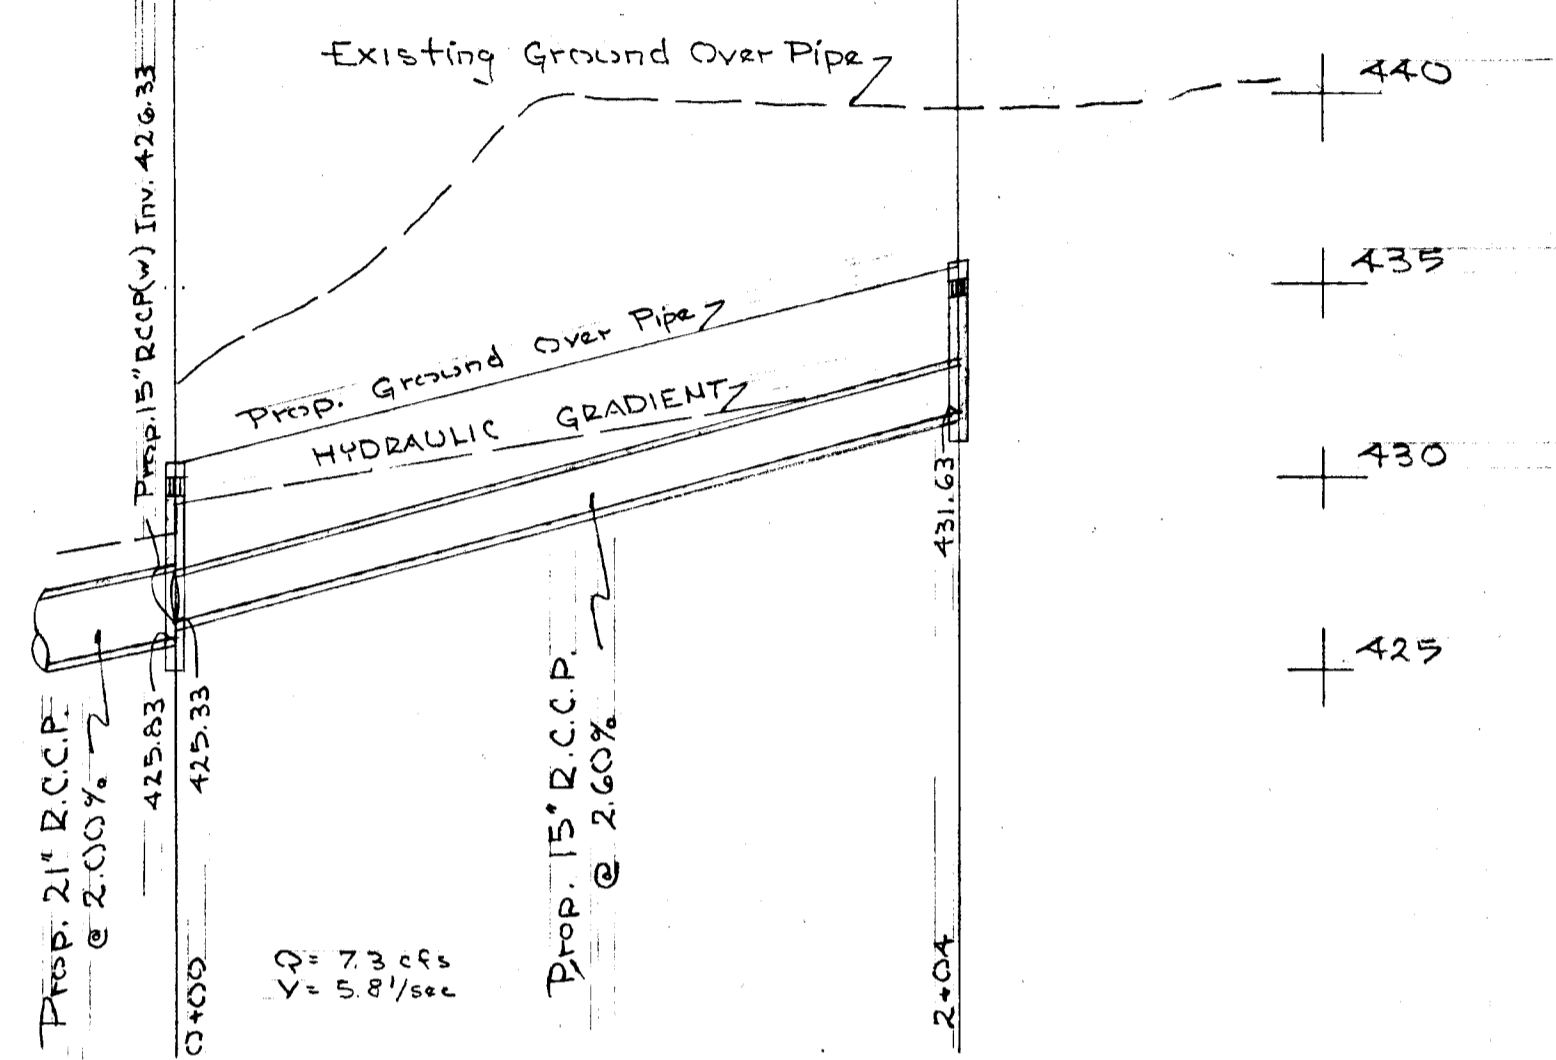 Existing Ground Over Pipe
440
435
430
425
Prop. 15" RCCP(W) Inv. 426.33
Prop. Ground Over Pipe
HYDRAULIC GRADIENT
431.63
425.83
425.33
Prop. 21" R.C.C.P.
@ 2.00%
Prop. 15" R.C.C.P.
@ 2.60%
Q= 7.3 cfs
V= 5.8'/sec
0+00
2+04